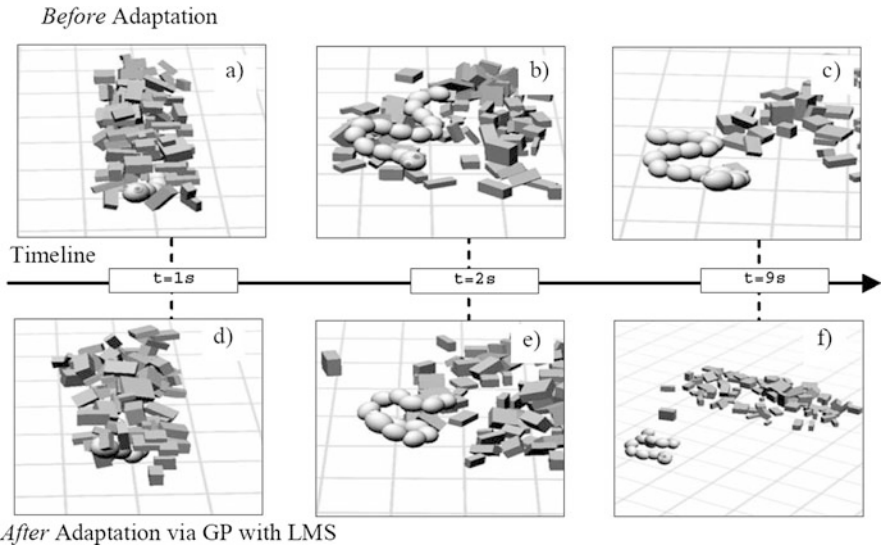 Before Adaptation
a)
b)
c)
Timeline
t=1s
t=2s
t=9s
d)
e)
f)
After Adaptation via GP with LMS